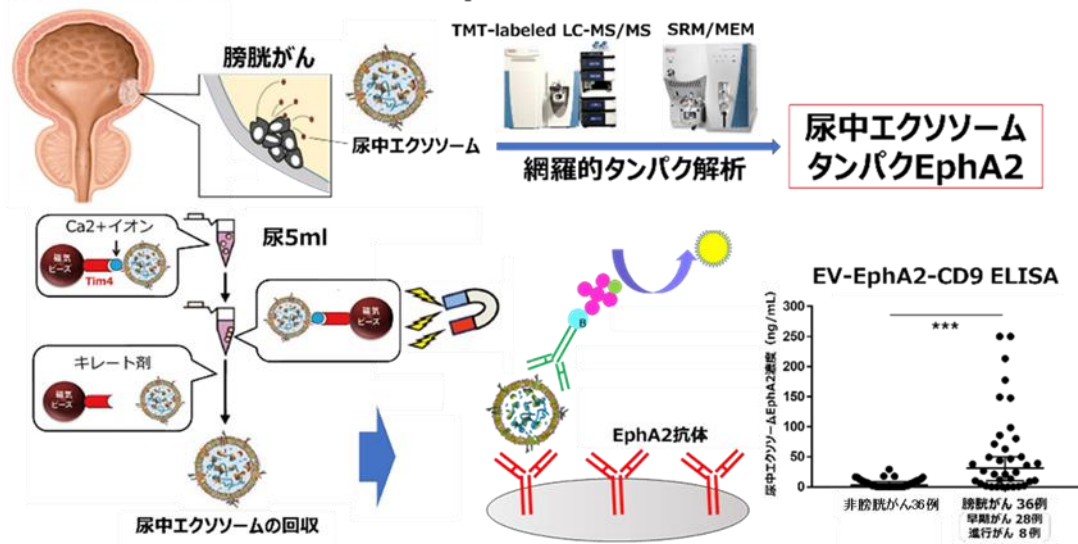 TMT-labeled LC-MS/MS
SRM/MEM
膀胱がん
尿中エクソソーム
網羅的タンパク解析
尿中エクソソーム
タンパクEphA2
Ca2+イオン
磁気
ビーズ
Tim4
尿5ml
磁気
ビーズ
キレート剤
磁気
ビーズ
尿中エクソソームの回収
B
EphA2抗体
EV-EphA2-CD9 ELISA
***
尿中エクソソームEphA2濃度 (ng/mL)
300
250
200
150
100
50
0
非膀胱がん36例
膀胱がん 36例
早期がん 28例
進行がん 8例